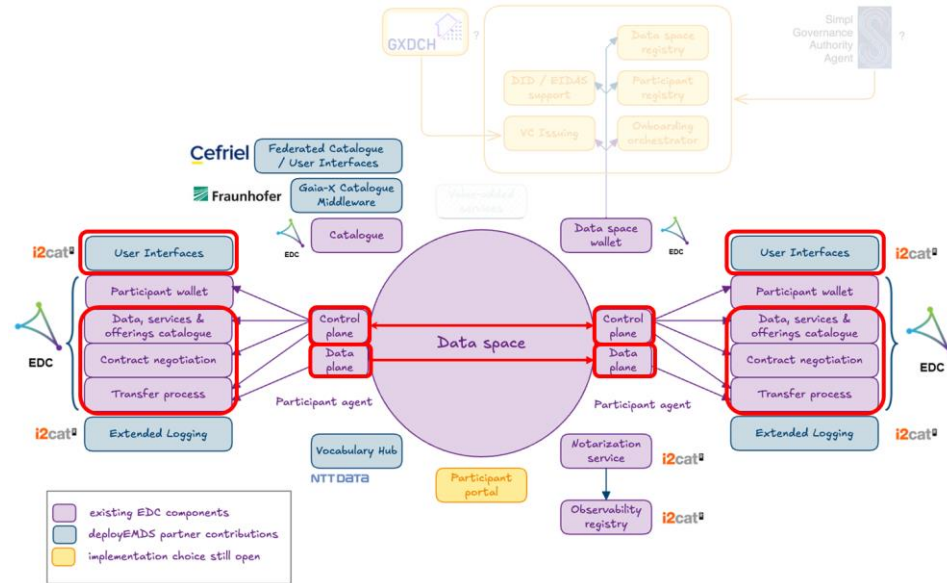 GXDCH
?
Data space
registry
DID / EIDAS
support
Participant
registry
VC Issuing
Onboarding
orchestrator
Simpl
Governance
Authority
Agent
?
Cefriel
Federated Catalogue
/ User Interfaces
Fraunhofer
Gaia-X Catalogue
Middleware
EDC
Catalogue
Value-added
services
Data space
wallet
EDC
i2cat
User Interfaces
Participant wallet
Data, services &
offerings catalogue
Contract negotiation
Transfer process
EDC
i2cat
Extended Logging
Control
plane
Data
plane
Participant agent
Data space
Control
plane
Data
plane
Participant agent
User Interfaces
i2cat
Participant wallet
Data, services &
offerings catalogue
Contract negotiation
Transfer process
EDC
Extended Logging
i2cat
Vocabulary Hub
NTT DATA
Participant
portal
Notarization
service
i2cat
Observability
registry
i2cat
existing EDC components
deployEMDS partner contributions
implementation choice still open